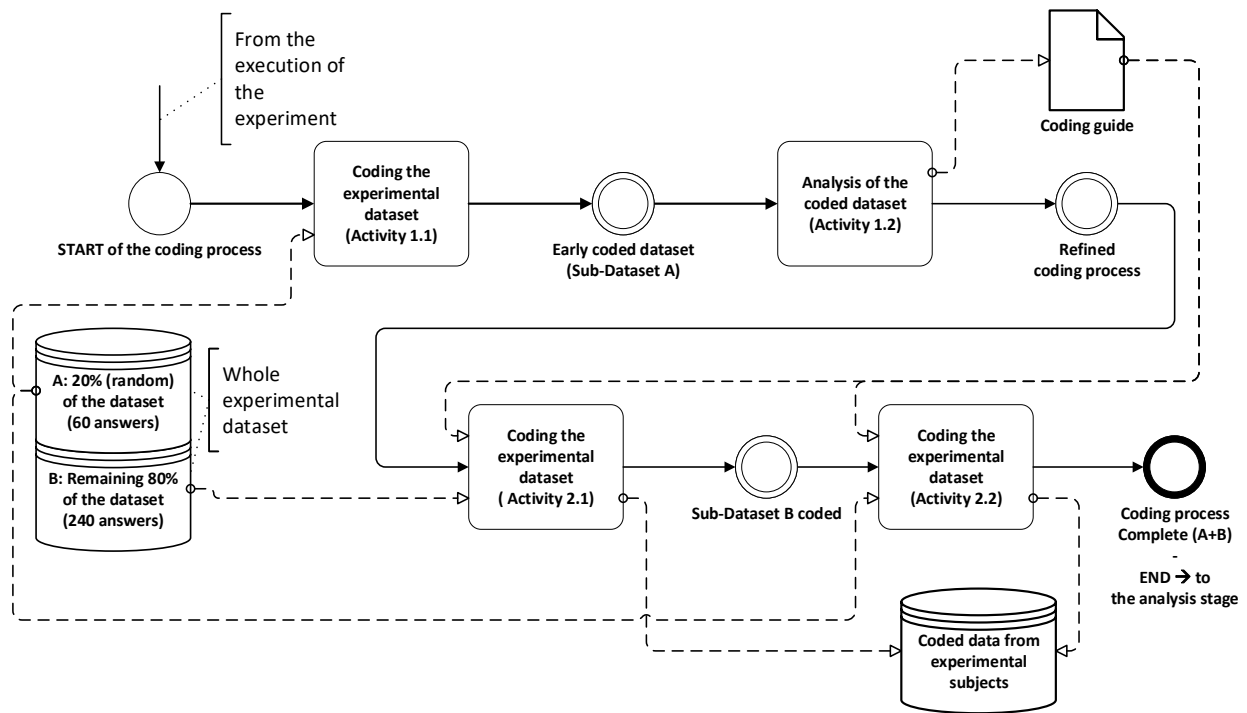 From the
execution of
the
experiment
START of the coding process
Coding the
experimental
dataset
(Activity 1.1)
Early coded dataset
(Sub-Dataset A)
Analysis of the
coded dataset
(Activity 1.2)
Coding guide
Refined
coding process
A: 20% (random)
of the dataset
(60 answers)
B: Remaining 80%
of the dataset
(240 answers)
Whole
experimental
dataset
Coding the
experimental
dataset
( Activity 2.1)
Sub-Dataset B coded
Coding the
experimental
dataset
(Activity 2.2)
Coding process
Complete (A+B)
-
END → to
the analysis stage
Coded data from
experimental
subjects